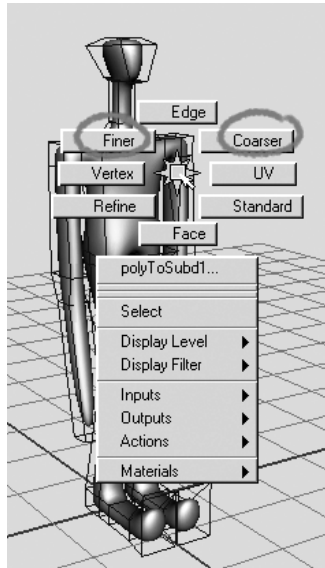 Edge
Finer Coarser
Vertex UV
Refine Standard
Face
polyToSubd1...
Select
Display Level
Display Filter
Inputs
Outputs
Actions
Materials